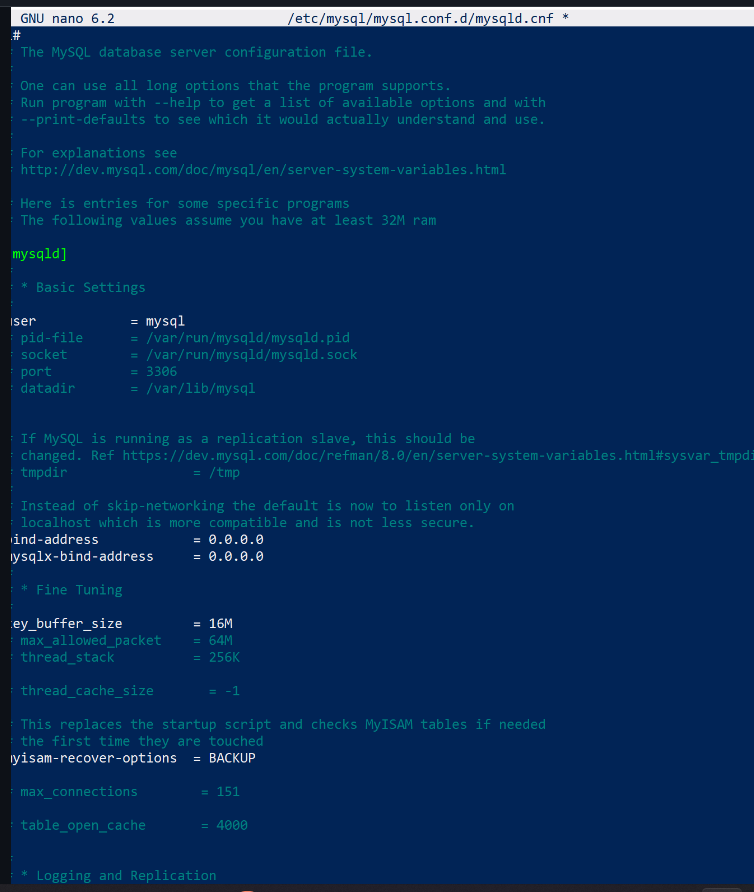 GNU nano 6.2 /etc/mysql/mysql.conf.d/mysqld.cnf *
#
The MySQL database server configuration file.
One can use all long options that the program supports.
Run program with --help to get a list of available options and with
--print-defaults to see which it would actually understand and use.
For explanations see
http://dev.mysql.com/doc/mysql/en/server-system-variables.html
Here is entries for some specific programs
The following values assume you have at least 32M ram
mysqld]
* Basic Settings
user = mysql
pid-file = /var/run/mysqld/mysqld.pid
socket = /var/run/mysqld/mysqld.sock
port = 3306
datadir = /var/lib/mysql
If MySQL is running as a replication slave, this should be
changed. Ref https://dev.mysql.com/doc/refman/8.0/en/server-system-variables.html#sysvar_tmpdi
tmpdir = /tmp
Instead of skip-networking the default is now to listen only on
localhost which is more compatible and is not less secure.
bind-address = 0.0.0.0
mysqlx-bind-address = 0.0.0.0
* Fine Tuning
key_buffer_size = 16M
max_allowed_packet = 64M
thread_stack = 256K
thread_cache_size = -1
This replaces the startup script and checks MyISAM tables if needed
the first time they are touched
myisam-recover-options = BACKUP
max_connections = 151
table_open_cache = 4000
* Logging and Replication